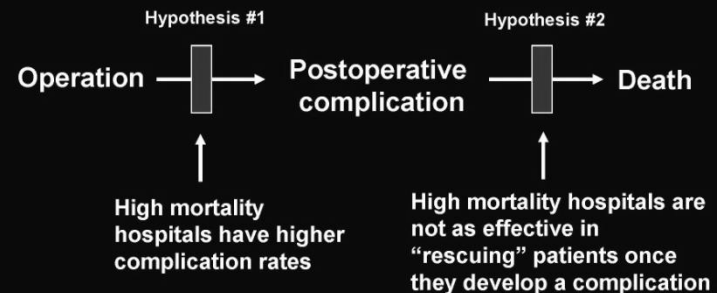 Hypothesis #1
Hypothesis #2
Operation
Postoperative
complication
Death
High mortality
hospitals have higher
complication rates
High mortality hospitals are
not as effective in
“rescuing” patients once
they develop a complication